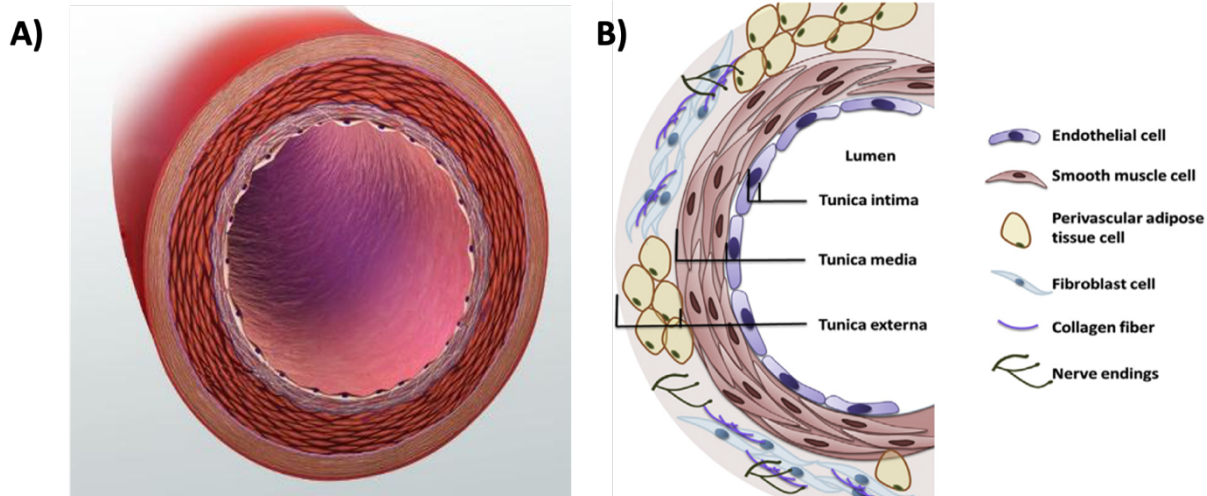 A)
B)
Lumen
Tunica intima
Tunica media
Tunica externa
Endothelial cell
Smooth muscle cell
Perivascular adipose
tissue cell
Fibroblast cell
Collagen fiber
Nerve endings